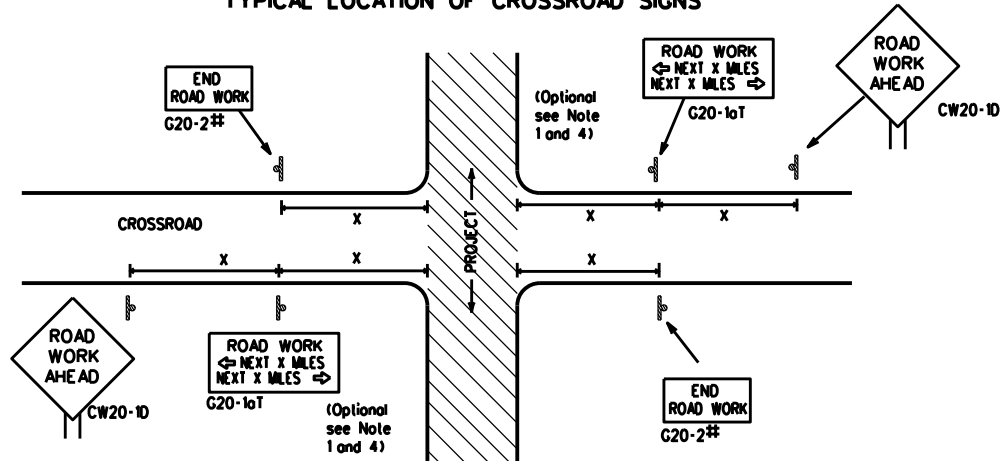 TYPICAL LOCATION OF CROSSROAD SIGNS
END
ROAD WORK
G20-2#
(Optional
see Note
1 and 4)
ROAD WORK
⇦ NEXT X MILES
NEXT X MILES ⇨
G20-1aT
ROAD
WORK
AHEAD
CW20-1D
CROSSROAD
X
X
X
PROJECT
X
X
X
ROAD
WORK
AHEAD
CW20-1D
ROAD WORK
⇦ NEXT X MILES
NEXT X MILES ⇨
G20-1aT
(Optional
see Note
1 and 4)
END
ROAD WORK
G20-2#